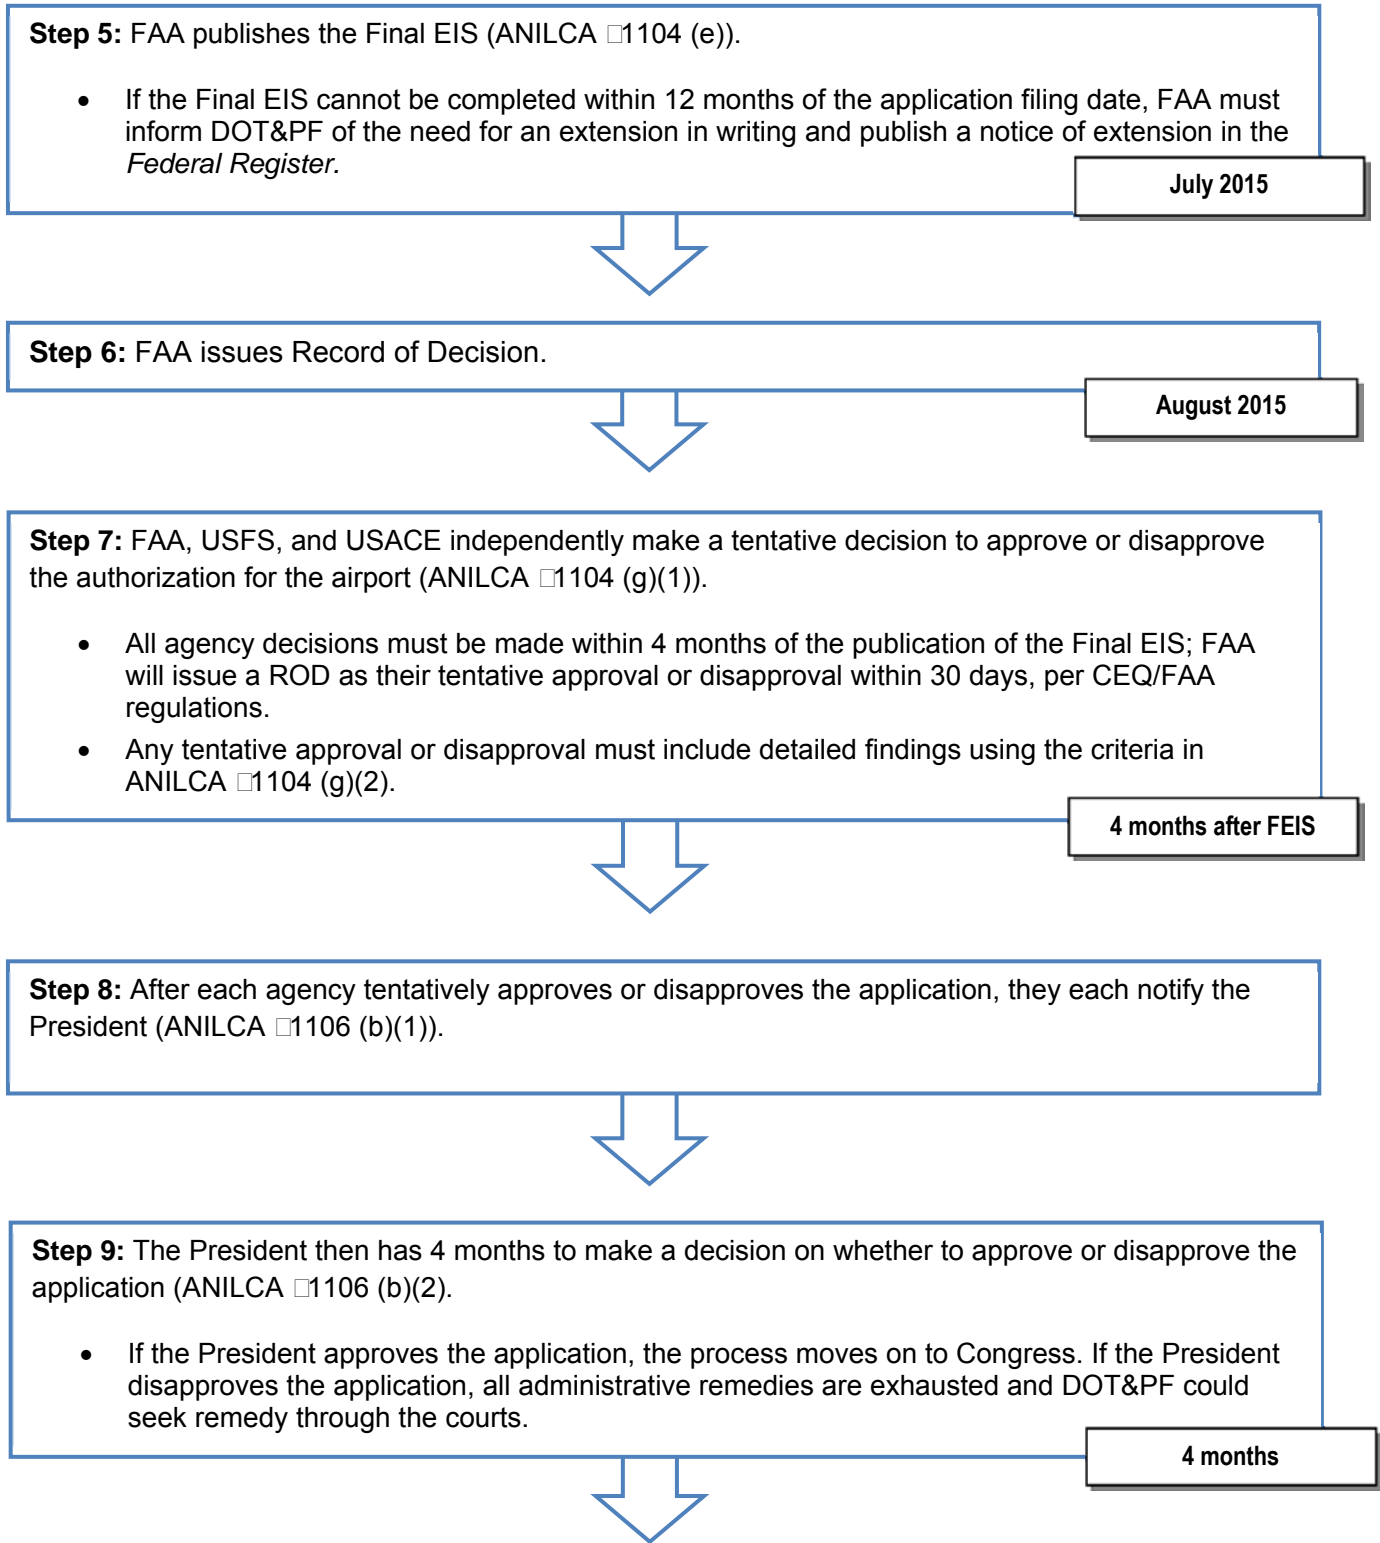 Step 5: FAA publishes the Final EIS (ANILCA □1104 (e)).
• If the Final EIS cannot be completed within 12 months of the application filing date, FAA must
inform DOT&PF of the need for an extension in writing and publish a notice of extension in the
Federal Register.
July 2015
Step 6: FAA issues Record of Decision.
August 2015
Step 7: FAA, USFS, and USACE independently make a tentative decision to approve or disapprove
the authorization for the airport (ANILCA □1104 (g)(1)).
• All agency decisions must be made within 4 months of the publication of the Final EIS; FAA
will issue a ROD as their tentative approval or disapproval within 30 days, per CEQ/FAA
regulations.
• Any tentative approval or disapproval must include detailed findings using the criteria in
ANILCA □1104 (g)(2).
4 months after FEIS
Step 8: After each agency tentatively approves or disapproves the application, they each notify the
President (ANILCA □1106 (b)(1)).
Step 9: The President then has 4 months to make a decision on whether to approve or disapprove the
application (ANILCA □1106 (b)(2).
• If the President approves the application, the process moves on to Congress. If the President
disapproves the application, all administrative remedies are exhausted and DOT&PF could
seek remedy through the courts.
4 months